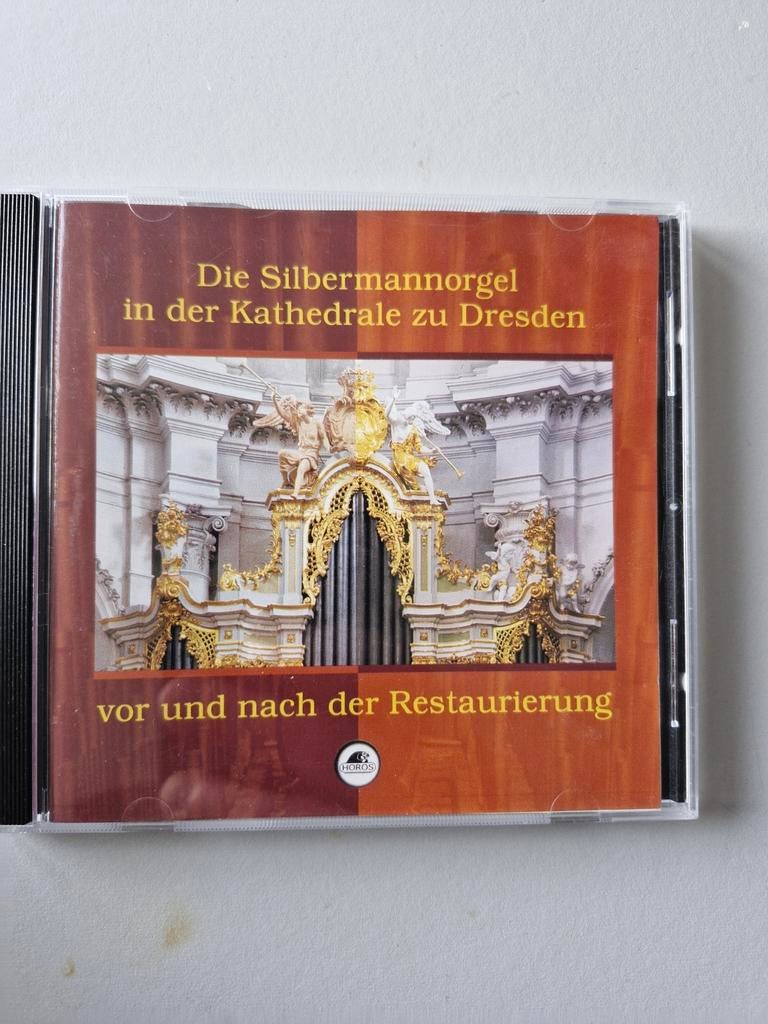 Die Silbermannorgel
in der Kathedrale zu Dresden
vor und nach der Restaurierung
HOROS